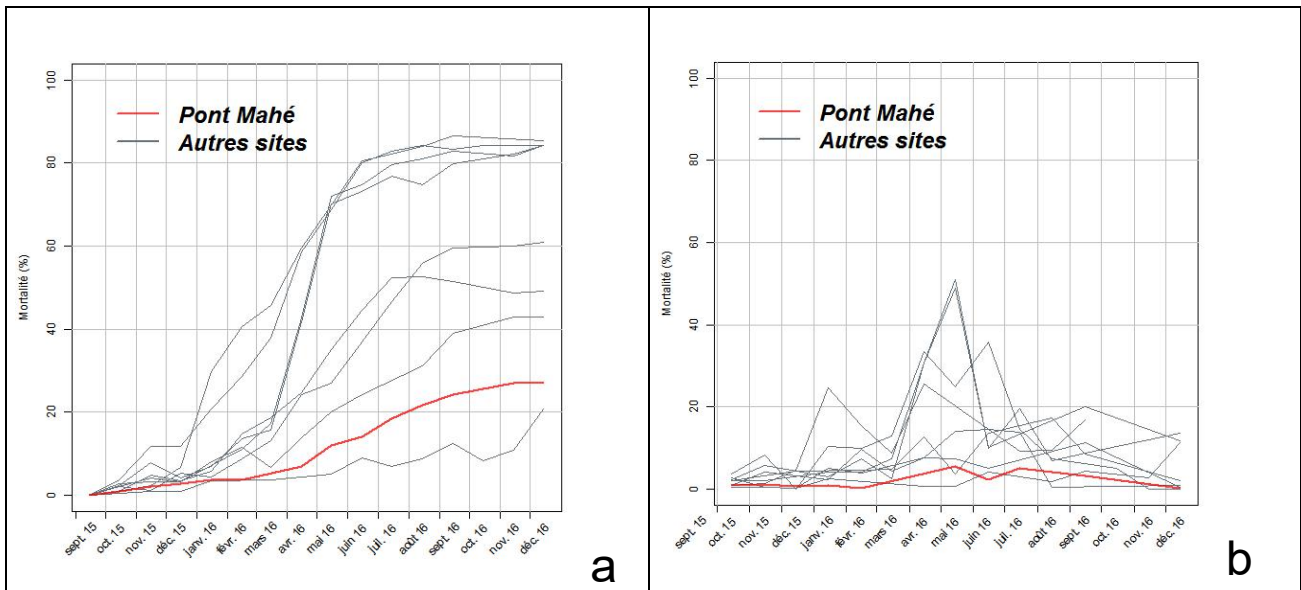 Mortalité (%)
100
80
60
40
20
0
Pont Mahé
Autres sites
sept. 15
oct. 15
nov. 15
déc. 15
janv. 16
févr. 16
mars 16
avr. 16
mai 16
juin 16
juil. 16
août 16
sept. 16
oct. 16
nov. 16
déc. 16
a
Mortalité (%)
100
80
60
40
20
0
Pont Mahé
Autres sites
sept. 15
oct. 15
nov. 15
déc. 15
janv. 16
févr. 16
mars 16
avr. 16
mai 16
juin 16
juil. 16
août 16
sept. 16
oct. 16
nov. 16
déc. 16
b